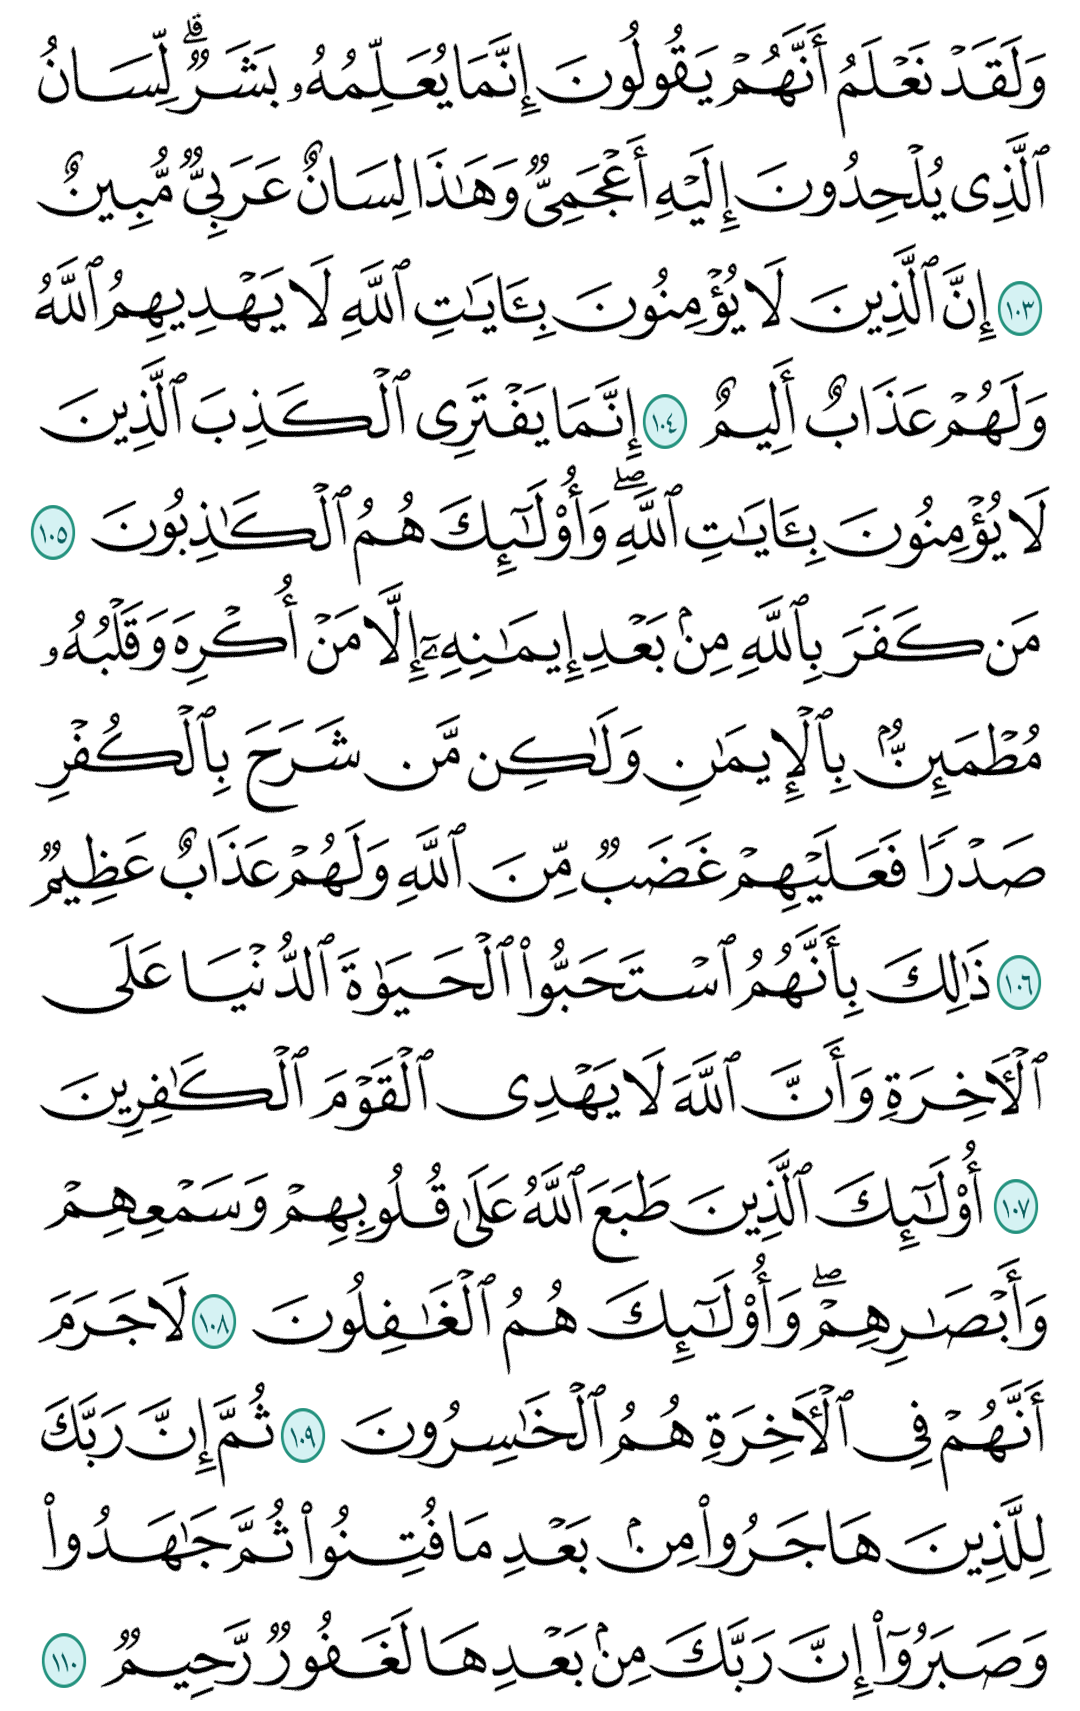 وَلَقَدْ نَعْلَمُ أَنَّهُمْ يَقُولُونَ إِنَّمَا يُعَلِّمُهُۥ بَشَرٌۭ ۗ لِّسَانُ
ٱلَّذِى يُلْحِدُونَ إِلَيْهِ أَعْجَمِىٌّۭ وَهَـٰذَا لِسَانٌ عَرَبِىٌّۭ مُّبِينٌ
١٠٣ إِنَّ ٱلَّذِينَ لَا يُؤْمِنُونَ بِـَٔايَـٰتِ ٱللَّهِ لَا يَهْدِيهِمُ ٱللَّهُ
وَلَهُمْ عَذَابٌ أَلِيمٌ ١٠٤ إِنَّمَا يَفْتَرِى ٱلْكَذِبَ ٱلَّذِينَ
لَا يُؤْمِنُونَ بِـَٔايَـٰتِ ٱللَّهِ ۖ وَأُو۟لَـٰٓئِكَ هُمُ ٱلْكَـٰذِبُونَ ١٠٥
مَن كَفَرَ بِٱللَّهِ مِنۢ بَعْدِ إِيمَـٰنِهِۦٓ إِلَّا مَنْ أُكْرِهَ وَقَلْبُهُۥ
مُطْمَئِنٌّۢ بِٱلْإِيمَـٰنِ وَلَـٰكِن مَّن شَرَحَ بِٱلْكُفْرِ
صَدْرًۭا فَعَلَيْهِمْ غَضَبٌۭ مِّنَ ٱللَّهِ وَلَهُمْ عَذَابٌ عَظِيمٌۭ
١٠٦ ذَٰلِكَ بِأَنَّهُمُ ٱسْتَحَبُّوا۟ ٱلْحَيَوٰةَ ٱلدُّنْيَا عَلَى
ٱلْـَٔاخِرَةِ وَأَنَّ ٱللَّهَ لَا يَهْدِى ٱلْقَوْمَ ٱلْكَـٰفِرِينَ
١٠٧ أُو۟لَـٰٓئِكَ ٱلَّذِينَ طَبَعَ ٱللَّهُ عَلَىٰ قُلُوبِهِمْ وَسَمْعِهِمْ
وَأَبْصَـٰرِهِمْ ۖ وَأُو۟لَـٰٓئِكَ هُمُ ٱلْغَـٰفِلُونَ ١٠٨ لَا جَرَمَ
أَنَّهُمْ فِى ٱلْـَٔاخِرَةِ هُمُ ٱلْخَـٰسِرُونَ ١٠٩ ثُمَّ إِنَّ رَبَّكَ
لِلَّذِينَ هَاجَرُوا۟ مِنۢ بَعْدِ مَا فُتِنُوا۟ ثُمَّ جَـٰهَدُوا۟
وَصَبَرُوٓا۟ إِنَّ رَبَّكَ مِنۢ بَعْدِهَا لَغَفُورٌۭ رَّحِيمٌۭ ١١٠